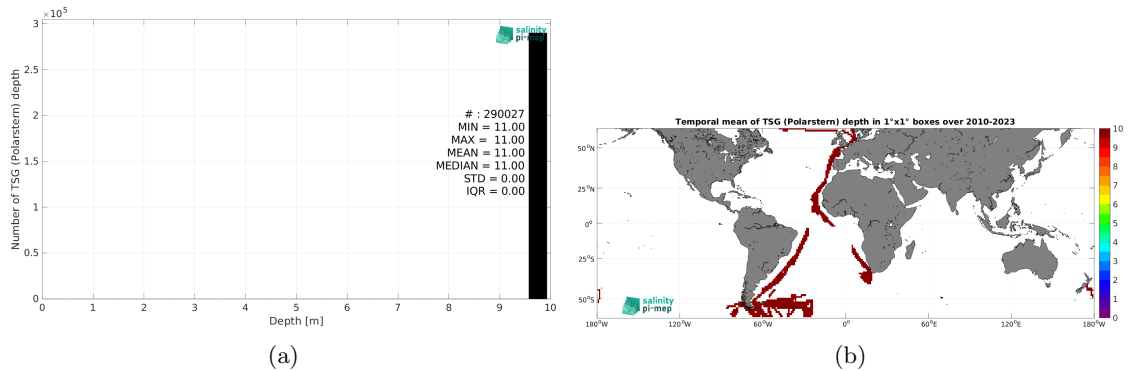 ×10⁵
3
2.5
2
1.5
1
0.5
0
Number of TSG (Polarstern) depth
salinity
pi-mep
# : 290027
MIN = 11.00
MAX = 11.00
MEAN = 11.00
MEDIAN = 11.00
STD = 0.00
IQR = 0.00
0 1 2 3 4 5 6 7 8 9 10
Depth [m]
(a)
Temporal mean of TSG (Polarstern) depth in 1°x1° boxes over 2010-2023
50°N
25°N
0°
25°S
50°S
salinity
pi-mep
180°W 120°W 60°W 0°W 60°E 120°E 180°W
10
9
8
7
6
5
4
3
2
1
0
(b)